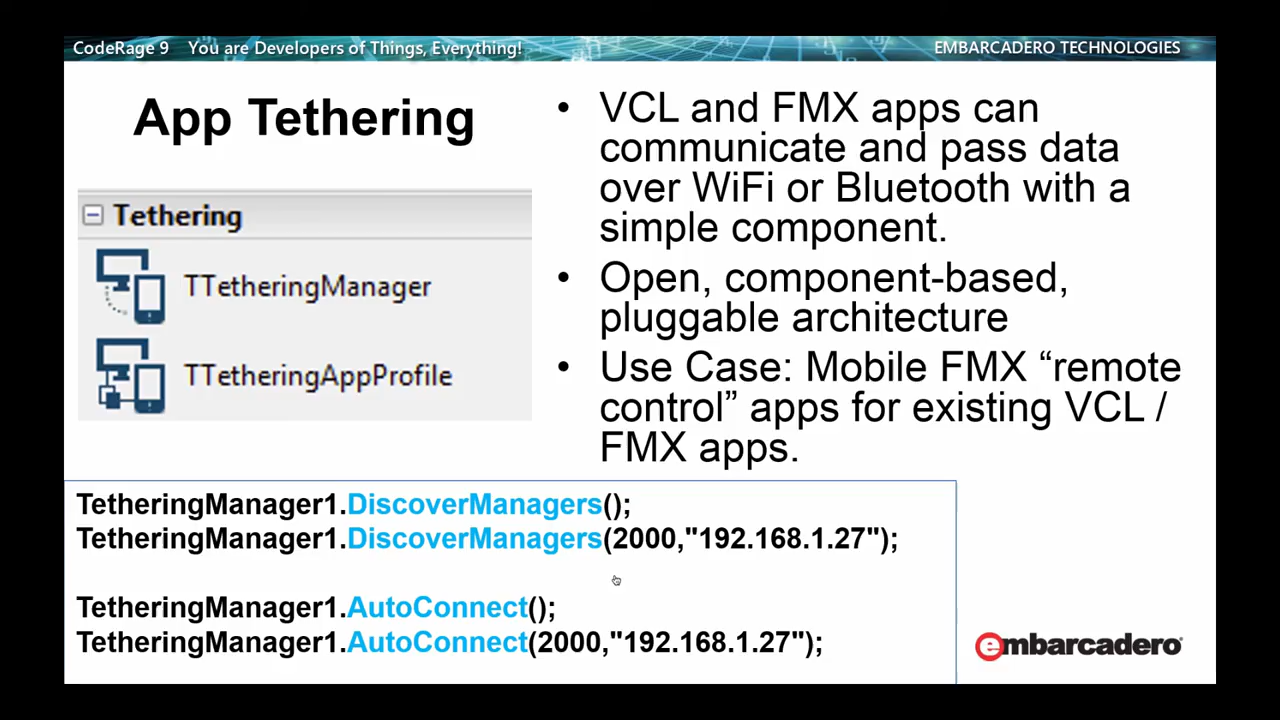 CodeRage 9 You are Developers of Things, Everything!
EMBARCADERO TECHNOLOGIES
App Tethering
Tethering
TTetheringManager
TTetheringAppProfile
• VCL and FMX apps can
communicate and pass data
over WiFi or Bluetooth with a
simple component.
• Open, component-based,
pluggable architecture
• Use Case: Mobile FMX “remote
control” apps for existing VCL /
FMX apps.
TetheringManager1.DiscoverManagers();
TetheringManager1.DiscoverManagers(2000,"192.168.1.27");
TetheringManager1.AutoConnect();
TetheringManager1.AutoConnect(2000,"192.168.1.27");
embarcadero